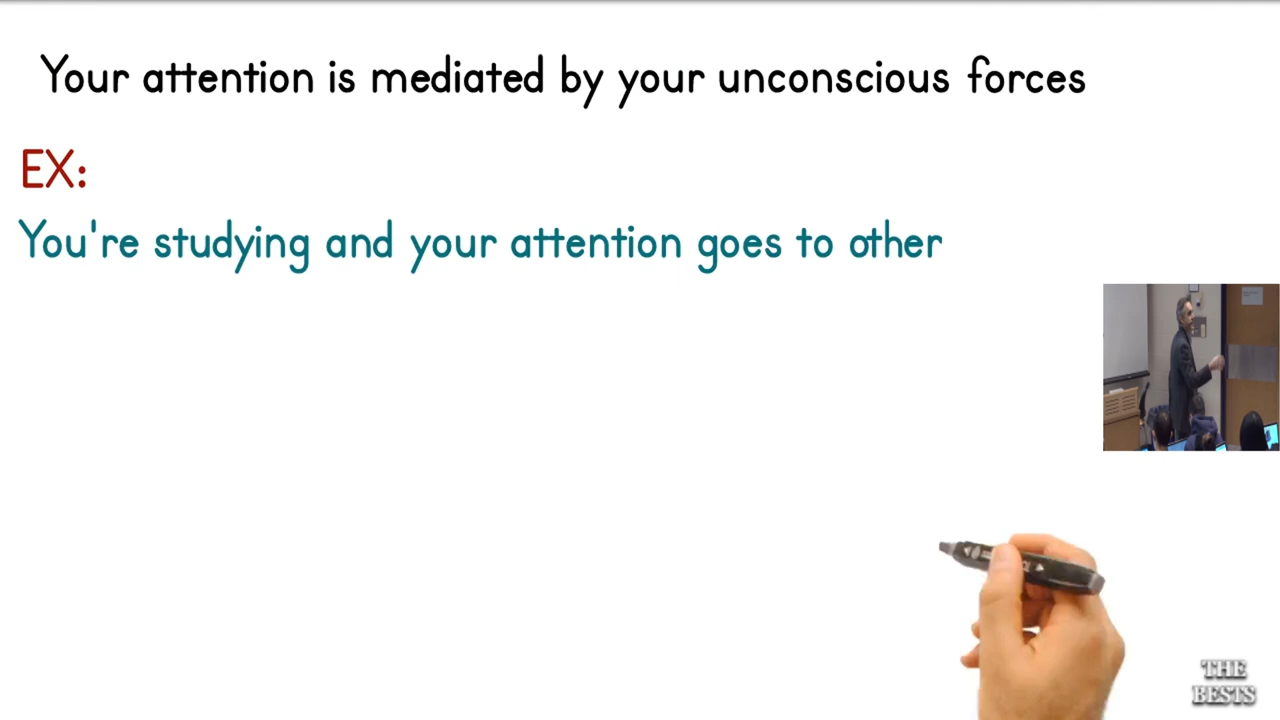 Your attention is mediated by your unconscious forces
EX:
You're studying and your attention goes to other
THE
BESTS